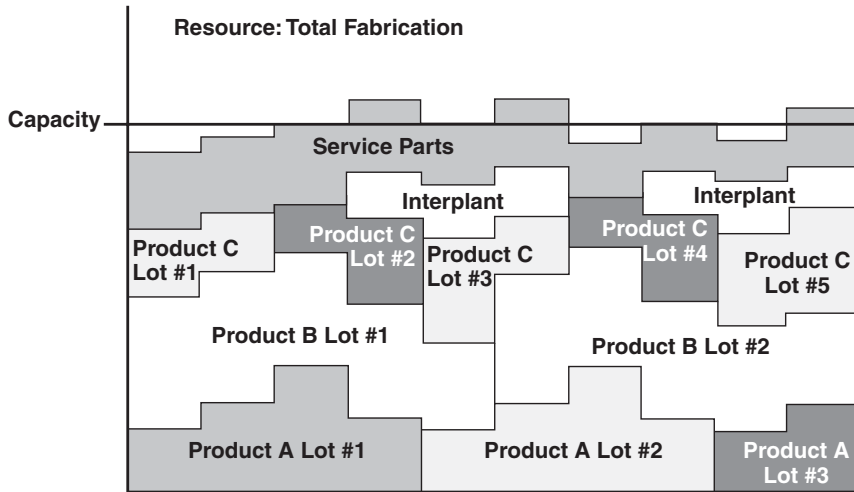 Resource: Total Fabrication
Capacity
Service Parts
Interplant
Interplant
Product C
Lot #1
Product C
Lot #2
Product C
Lot #3
Product C
Lot #4
Product C
Lot #5
Product B Lot #1
Product B Lot #2
Product A Lot #1
Product A Lot #2
Product A
Lot #3